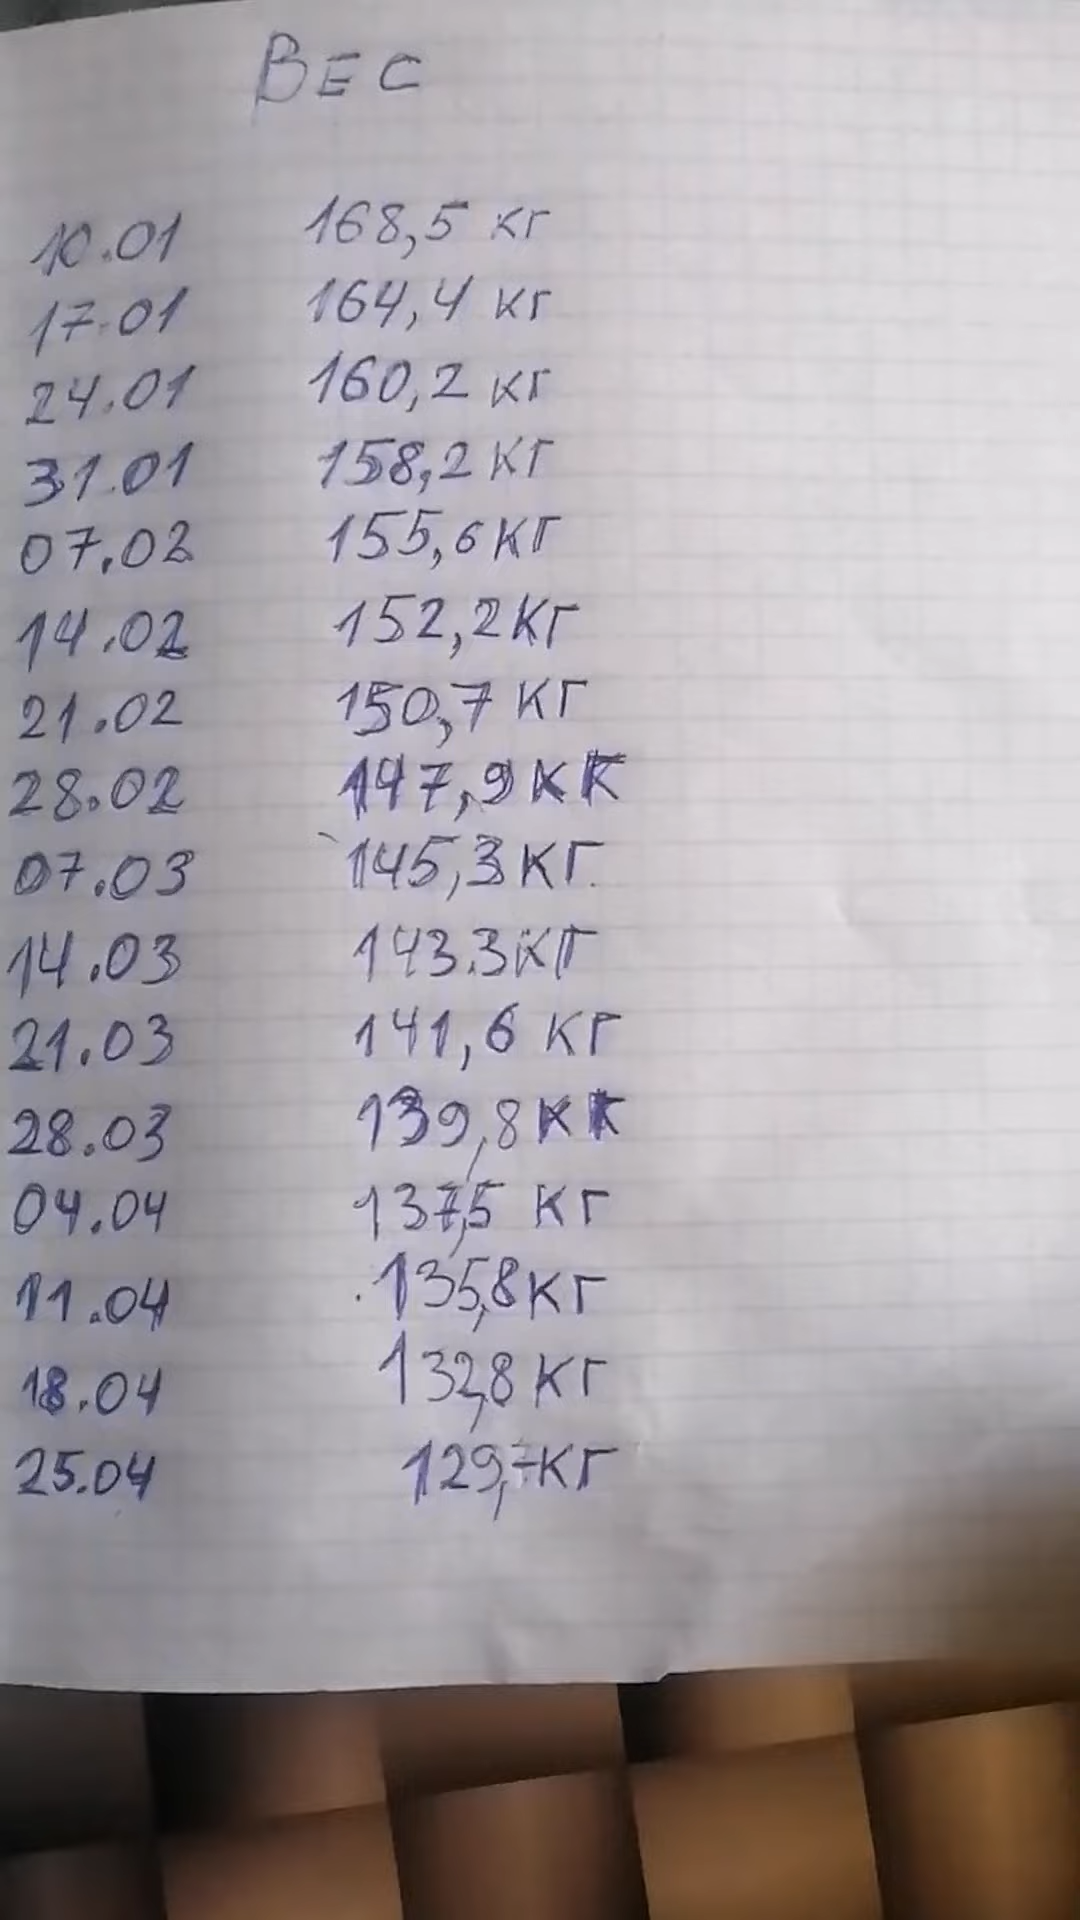 Вес
10.01 168,5 кг
17.01 164,4 кг
24.01 160,2 кг
31.01 158,2 кг
07.02 155,6 кг
14.02 152,2 кг
21.02 150,7 кг
28.02 147,9 кк
07.03 145,3 кг.
14.03 143.3 кг
21.03 141,6 кг
28.03 139,8 кк
04.04 137,5 кг
11.04 135,8 кг
18.04 132,8 кг
25.04 129,7 кг